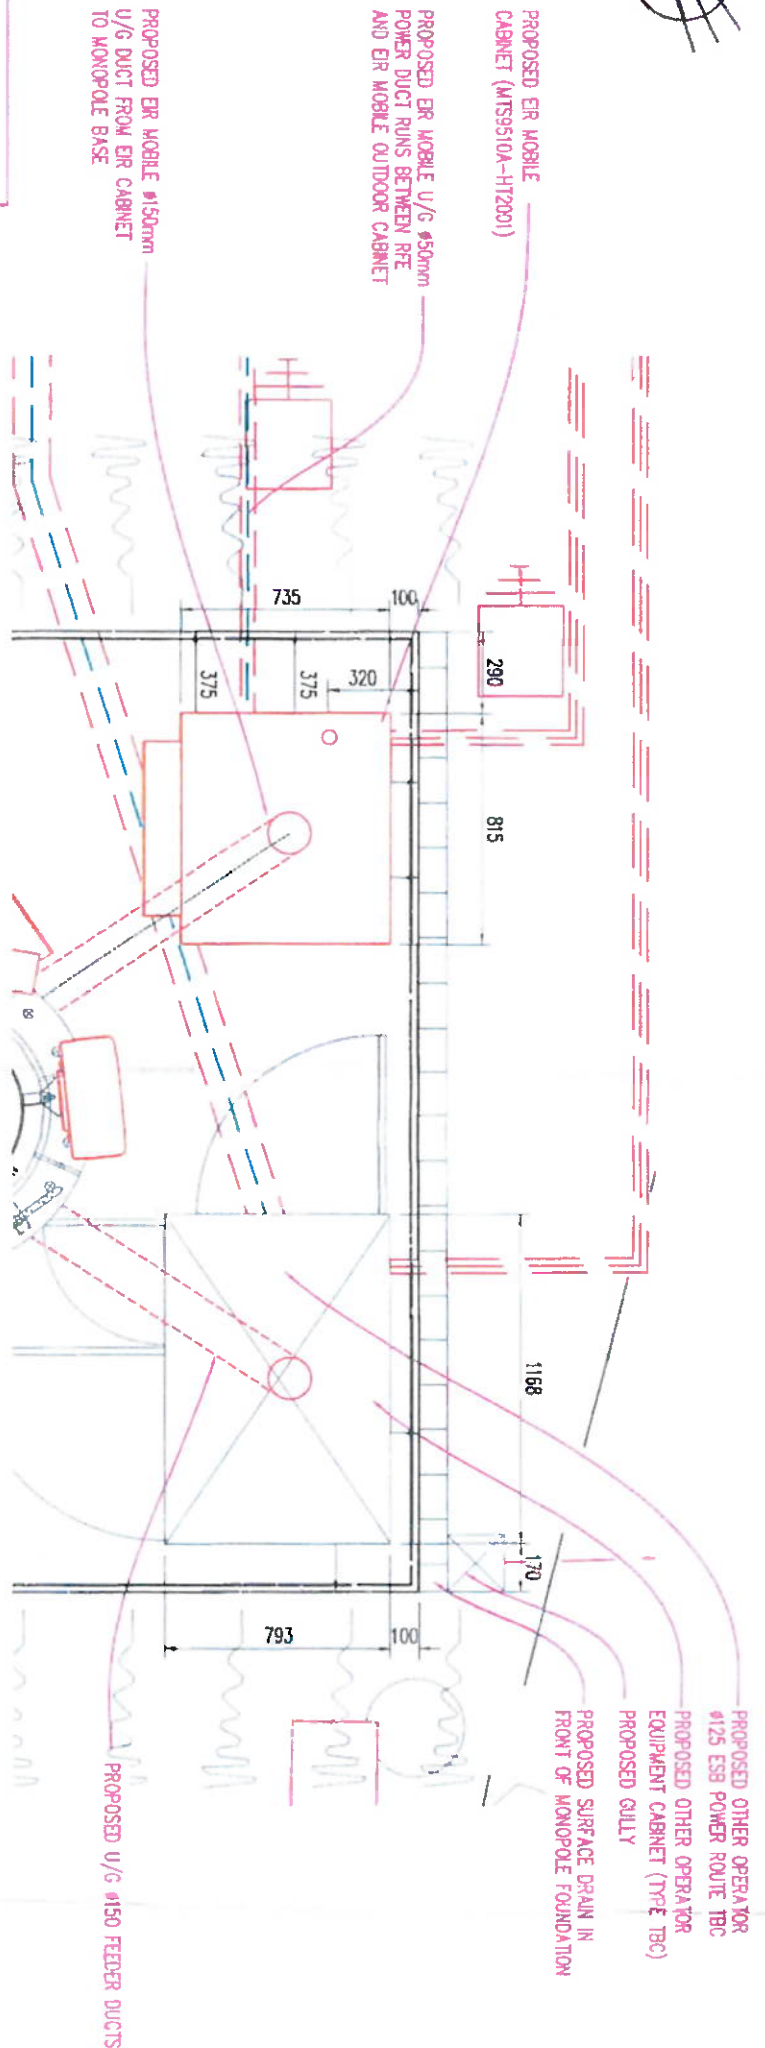 PROPOSED EIR MOBILE
CABINET (MTS9510A-HT2001)
PROPOSED EIR MOBILE U/G ø50mm
POWER DUCT RUNS BETWEEN RFE
AND EIR MOBILE OUTDOOR CABINET
PROPOSED EIR MOBILE ø150mm
U/G DUCT FROM EIR CABINET
TO MONOPOLE BASE
735
100
290
375
375
320
815
1168
170
793
100
PROPOSED OTHER OPERATOR
ø125 ESB POWER ROUTE TBC
PROPOSED OTHER OPERATOR
EQUIPMENT CABINET (TYPE TBC)
PROPOSED GULLY
PROPOSED SURFACE DRAIN IN
FRONT OF MONOPOLE FOUNDATION
PROPOSED U/G ø150 FEEDER DUCTS